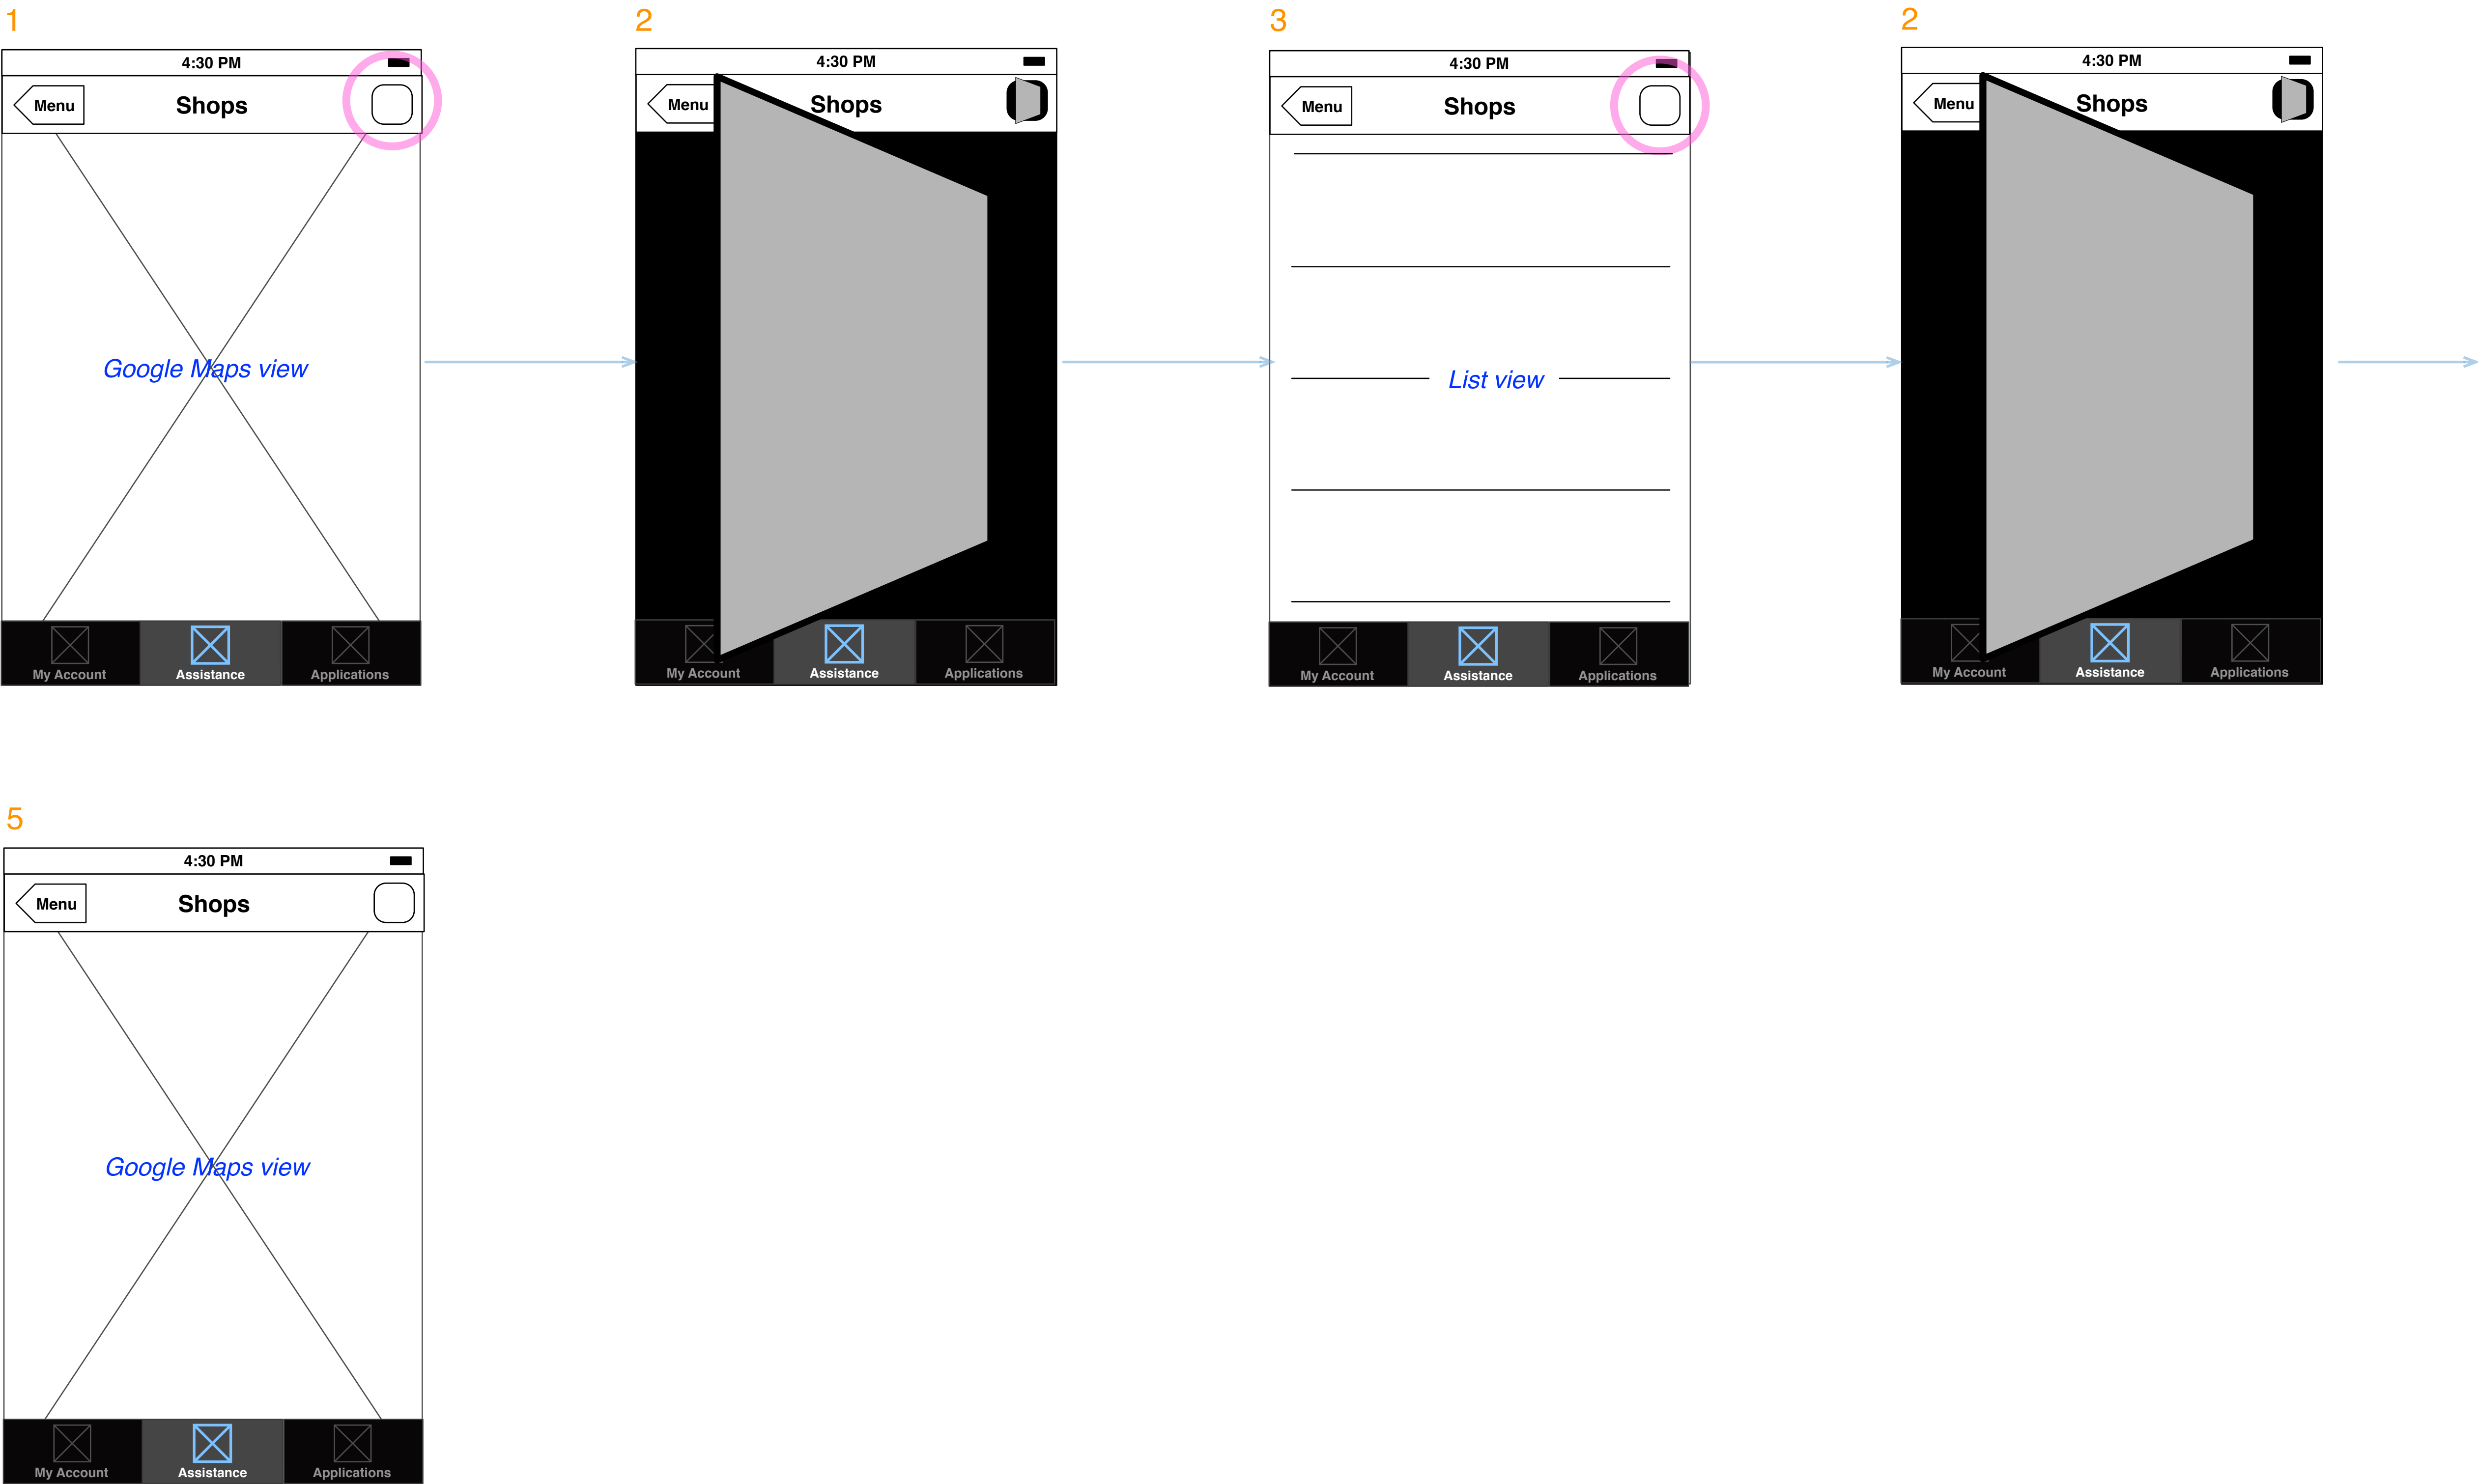 1
4:30 PM
Menu
Shops
Google Maps view
My Account
Assistance
Applications
2
4:30 PM
Menu
Shops
My Account
Assistance
Applications
3
4:30 PM
Menu
Shops
List view
My Account
Assistance
Applications
2
4:30 PM
Menu
Shops
My Account
Assistance
Applications
5
4:30 PM
Menu
Shops
Google Maps view
My Account
Assistance
Applications